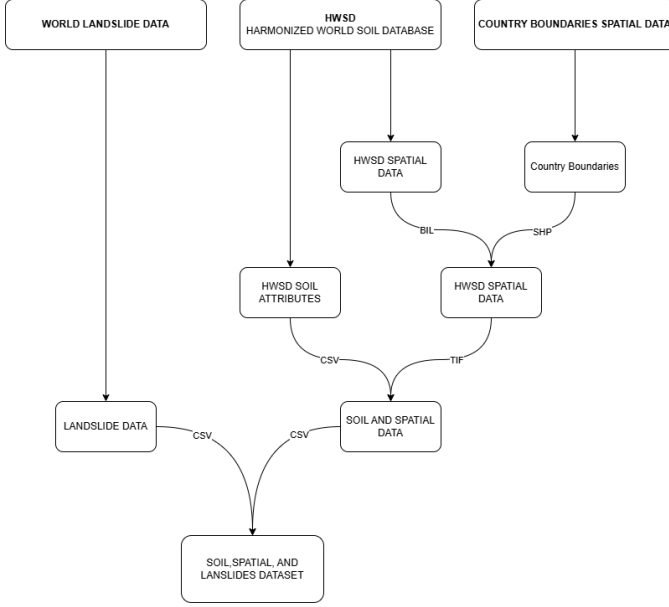 WORLD LANDSLIDE DATA
HWSD
HARMONIZED WORLD SOIL DATABASE
COUNTRY BOUNDARIES SPATIAL DATA
HWSD SPATIAL
DATA
Country Boundaries
BIL
SHP
HWSD SOIL
ATTRIBUTES
HWSD SPATIAL
DATA
CSV
TIF
LANDSLIDE DATA
SOIL AND SPATIAL
DATA
CSV
CSV
SOIL,SPATIAL, AND
LANSLIDES DATASET